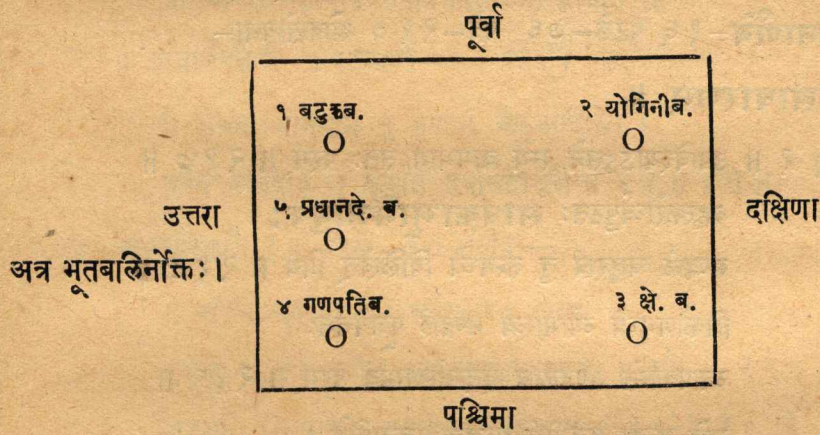 पूर्वा
१ बटुकब.
२ योगिनीब.
उत्तरा
५ प्रधानदे. ब.
दक्षिणा
अत्र भूतबलिर्नोक्तः।
४ गणपतिब.
३ क्षे. ब.
पश्चिमा